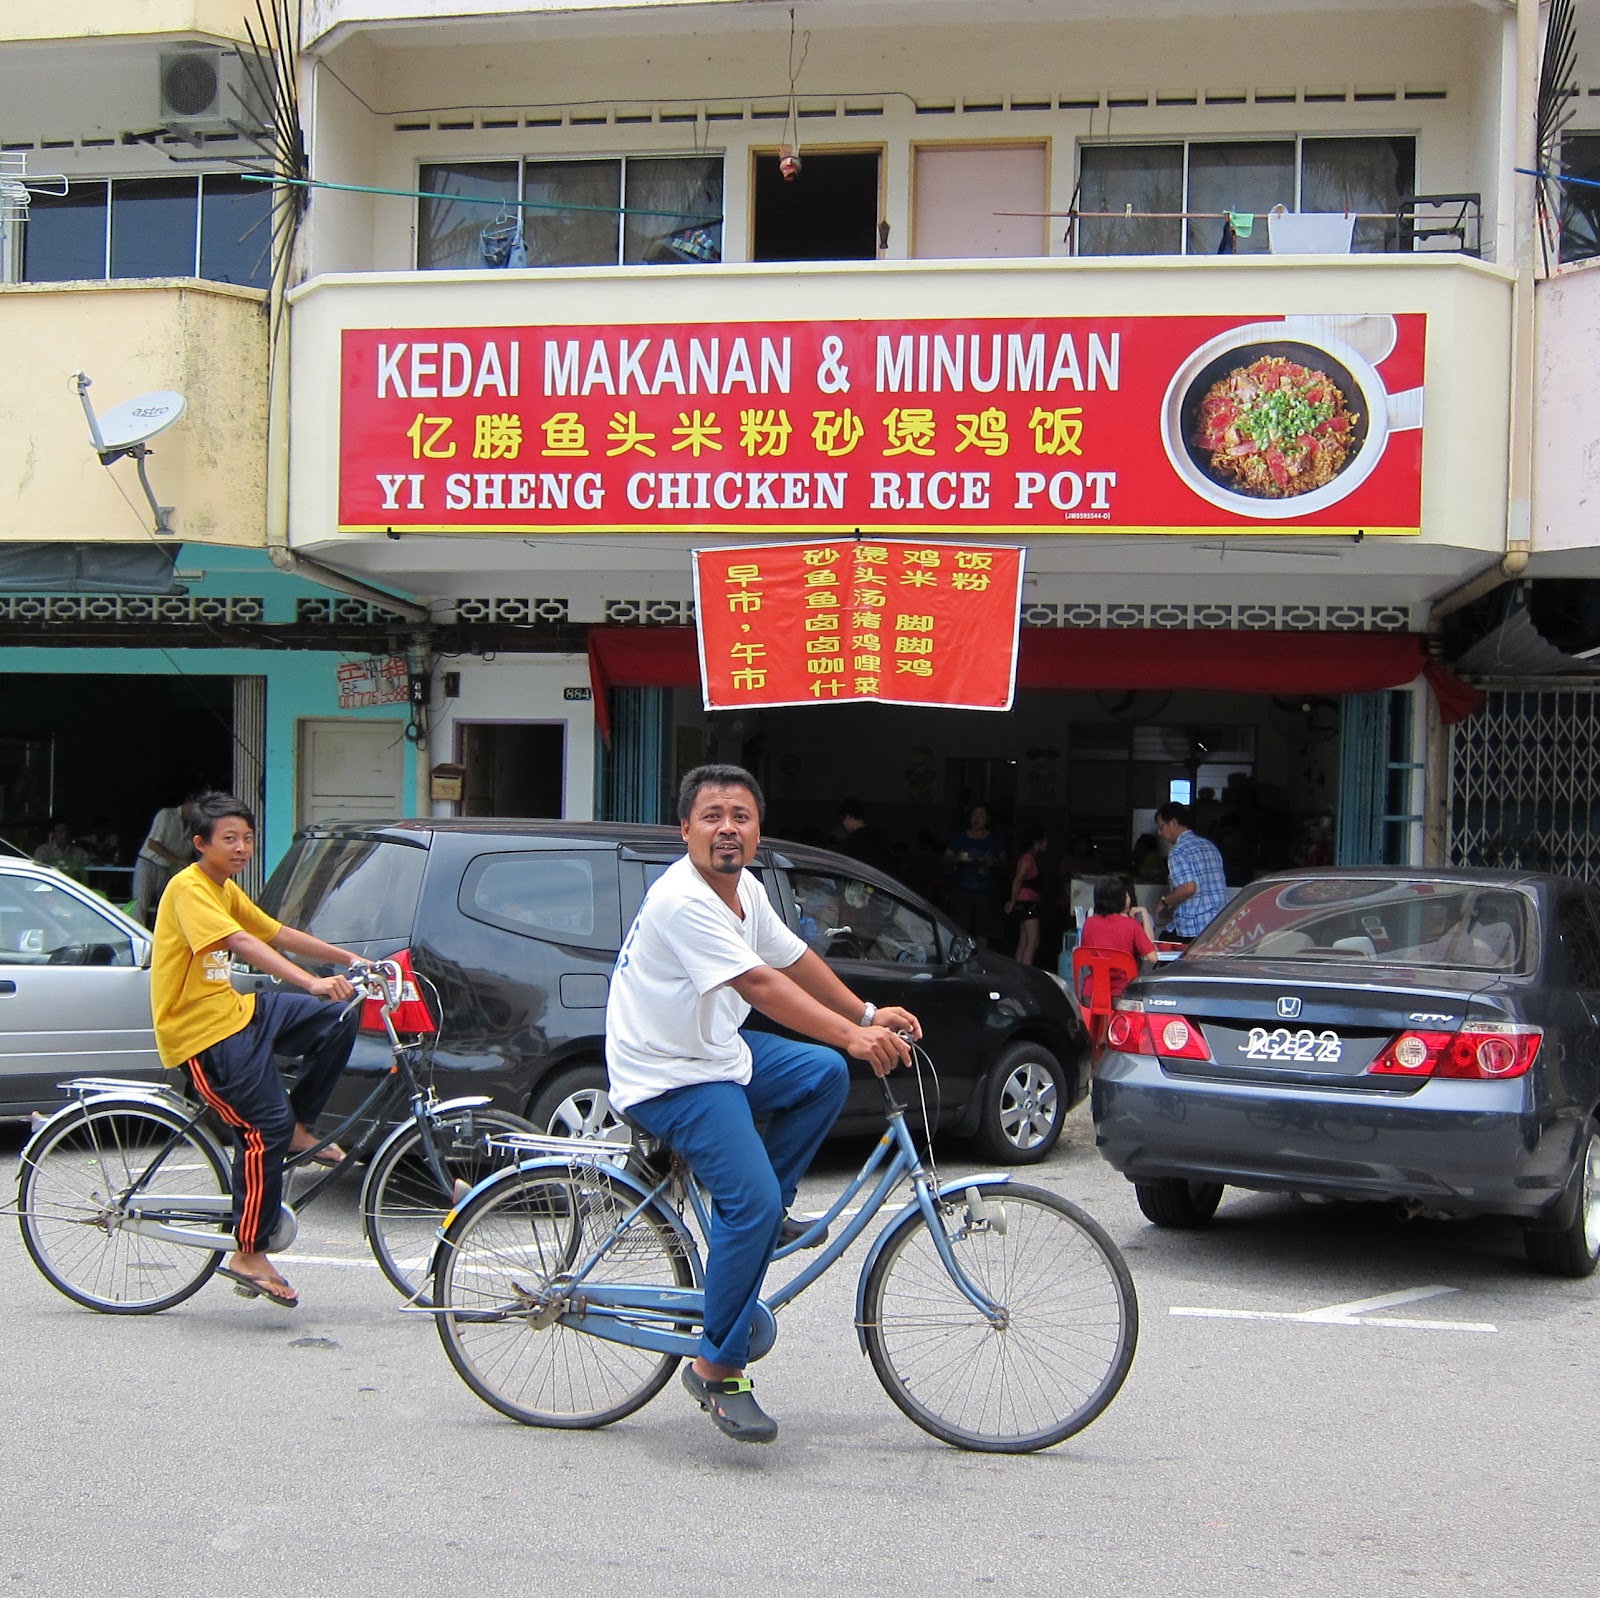 KEDAI MAKANAN & MINUMAN
亿勝鱼头米粉砂煲鸡饭
YI SHENG CHICKEN RICE POT
(JM0595544-D)
astro
早市，午市
砂煲鸡饭
鱼头米粉
鱼汤
卤猪脚
卤鸡脚
咖哩鸡
什菜
884
i-DSI
CITY